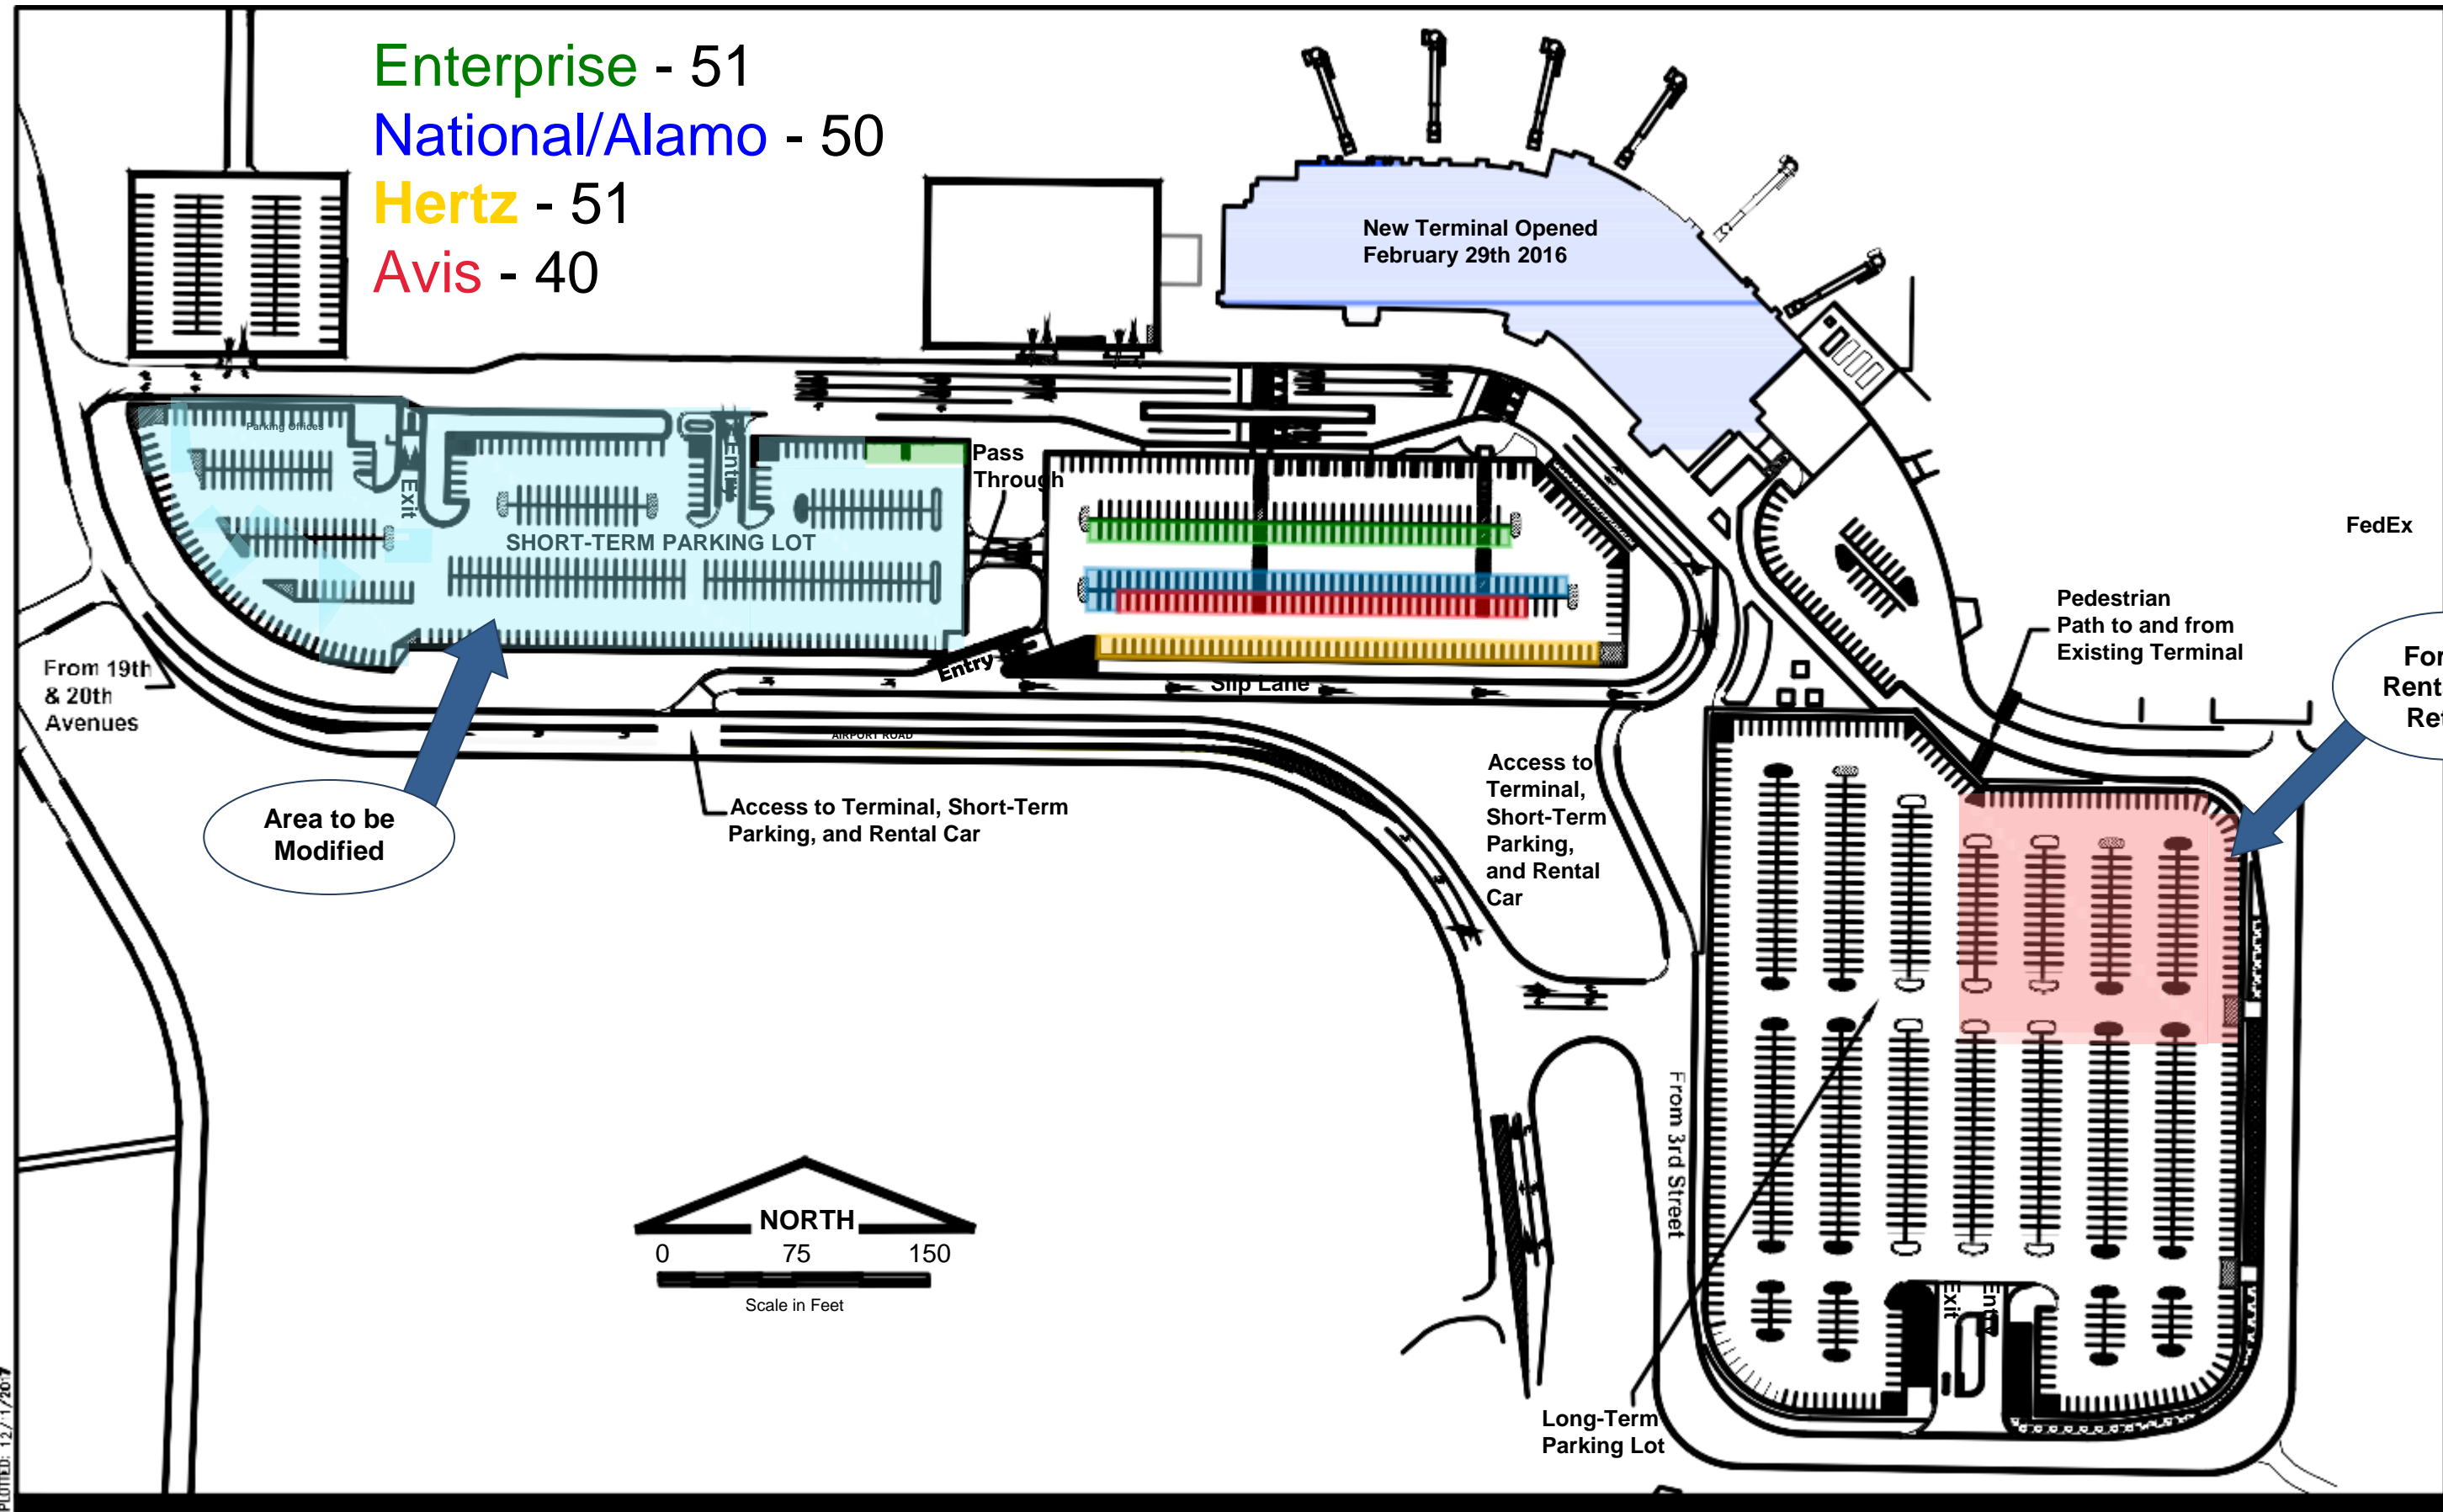 Enterprise - 51
National/Alamo - 50
Hertz - 51
Avis - 40
New Terminal Opened
February 29th 2016
Parking Offices
Exit
Entry
Pass
Through
SHORT-TERM PARKING LOT
FedEx
Pedestrian
Path to and from
Existing Terminal
From 19th
& 20th
Avenues
Entry
Slip Lane
AIRPORT ROAD
Area to be
Modified
Access to Terminal, Short-Term
Parking, and Rental Car
Access to
Terminal,
Short-Term
Parking,
and Rental
Car
From 3rd Street
NORTH
0 75 150
Scale in Feet
Exit
Entry
Long-Term
Parking Lot
PLOTTED: 12/1/2017